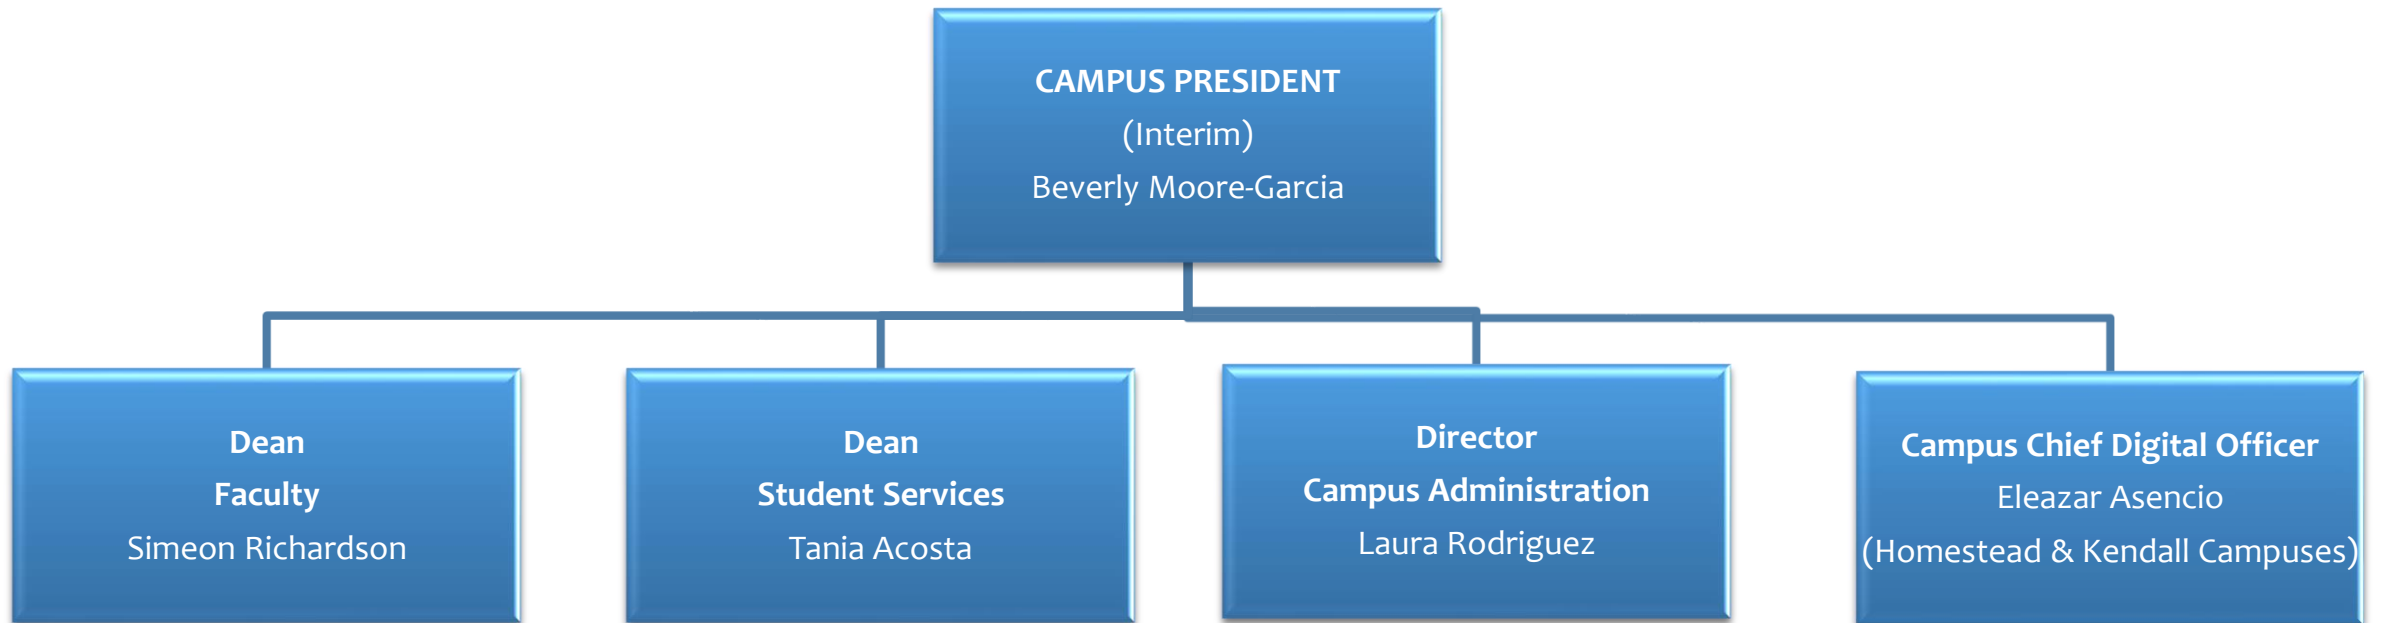 CAMPUS PRESIDENT
(Interim)
Beverly Moore-Garcia
Dean
Faculty
Simeon Richardson
Dean
Student Services
Tania Acosta
Director
Campus Administration
Laura Rodriguez
Campus Chief Digital Officer
Eleazar Asencio
(Homestead & Kendall Campuses)